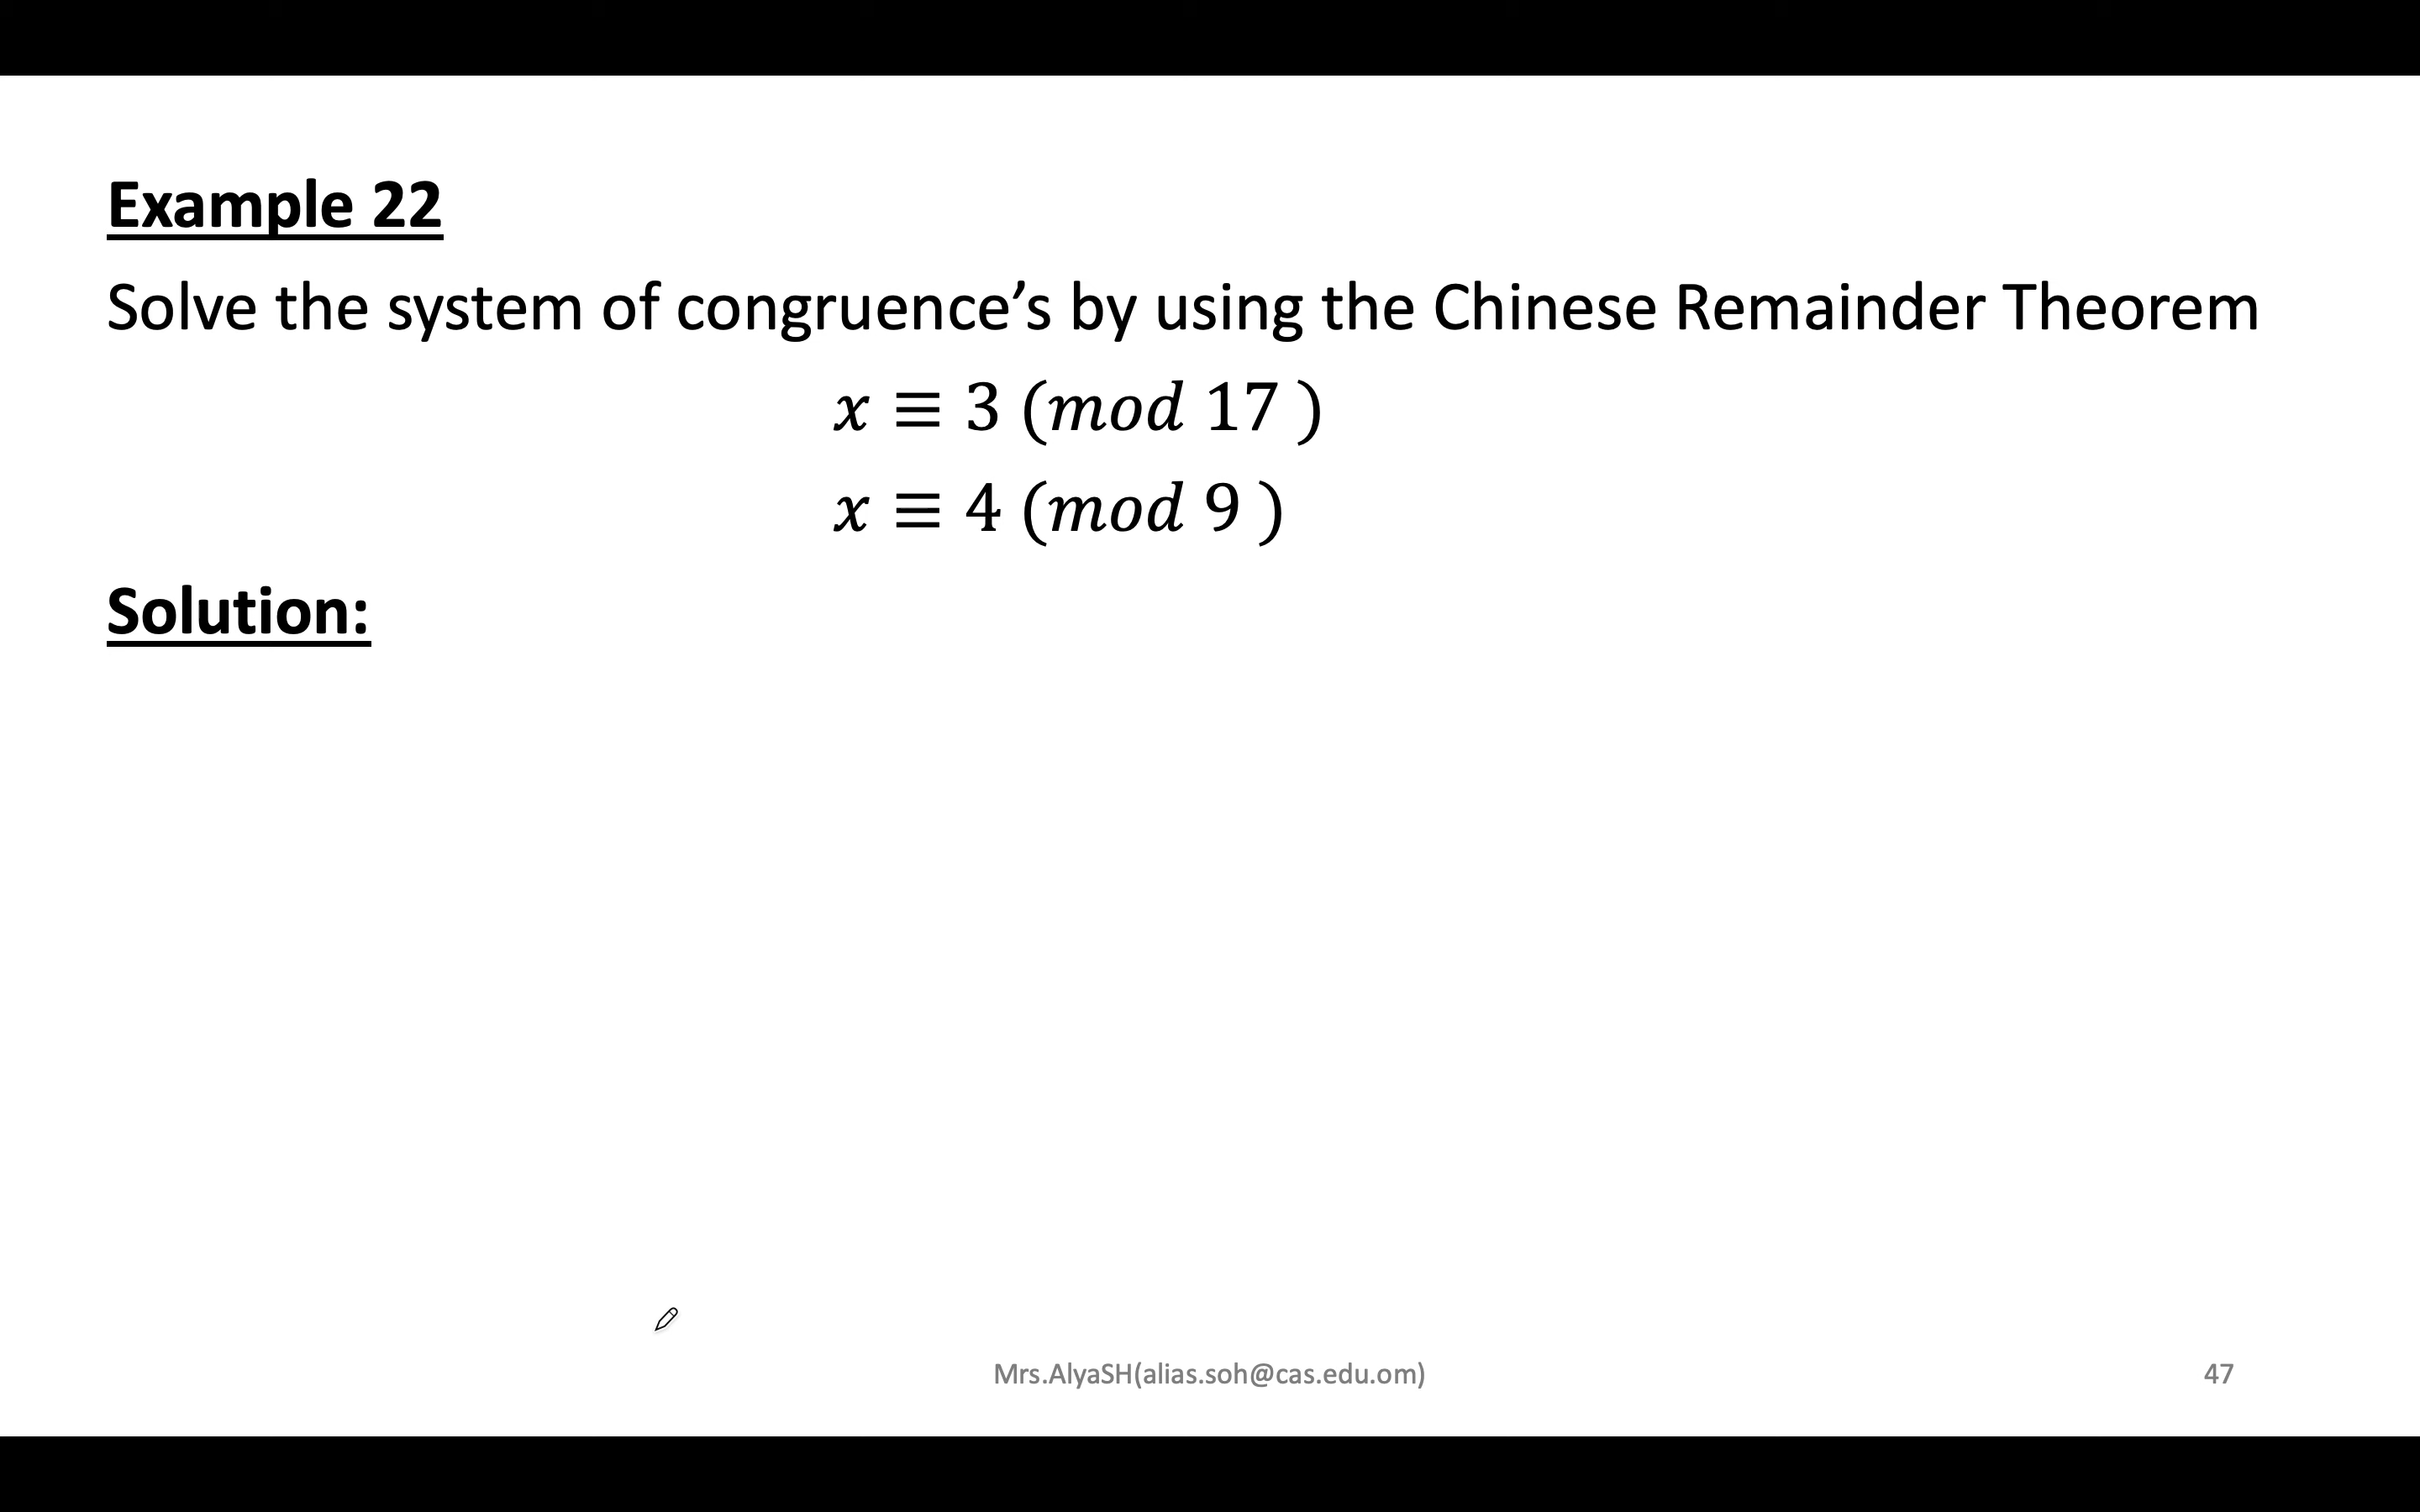 Example 22
Solve the system of congruence’s by using the Chinese Remainder Theorem
x ≡ 3 (mod 17 )
x ≡ 4 (mod 9 )
Solution:
Mrs.AlyaSH(alias.soh@cas.edu.om)
47